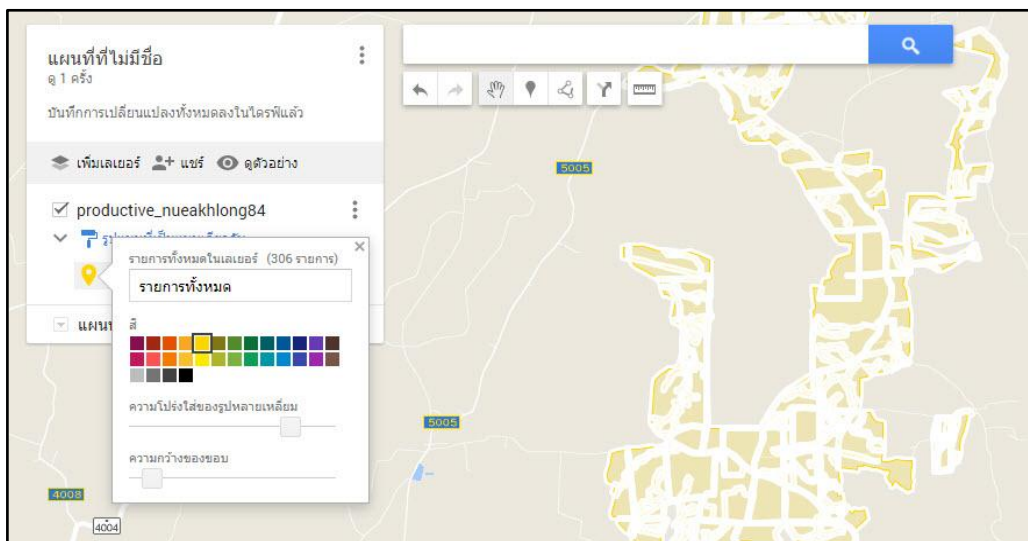 แผนที่ที่ไม่มีชื่อ
ดู 1 ครั้ง
บันทึกการเปลี่ยนแปลงทั้งหมดลงในไดรฟ์แล้ว
เพิ่มเลเยอร์ แชร์ ดูตัวอย่าง
productive_nueakhlong84
รายการทั้งหมดในเลเยอร์ (306 รายการ)
รายการทั้งหมด
สี
ความโปร่งใสของรูปหลายเหลี่ยม
ความกว้างของขอบ
5005
5005
4008
4004